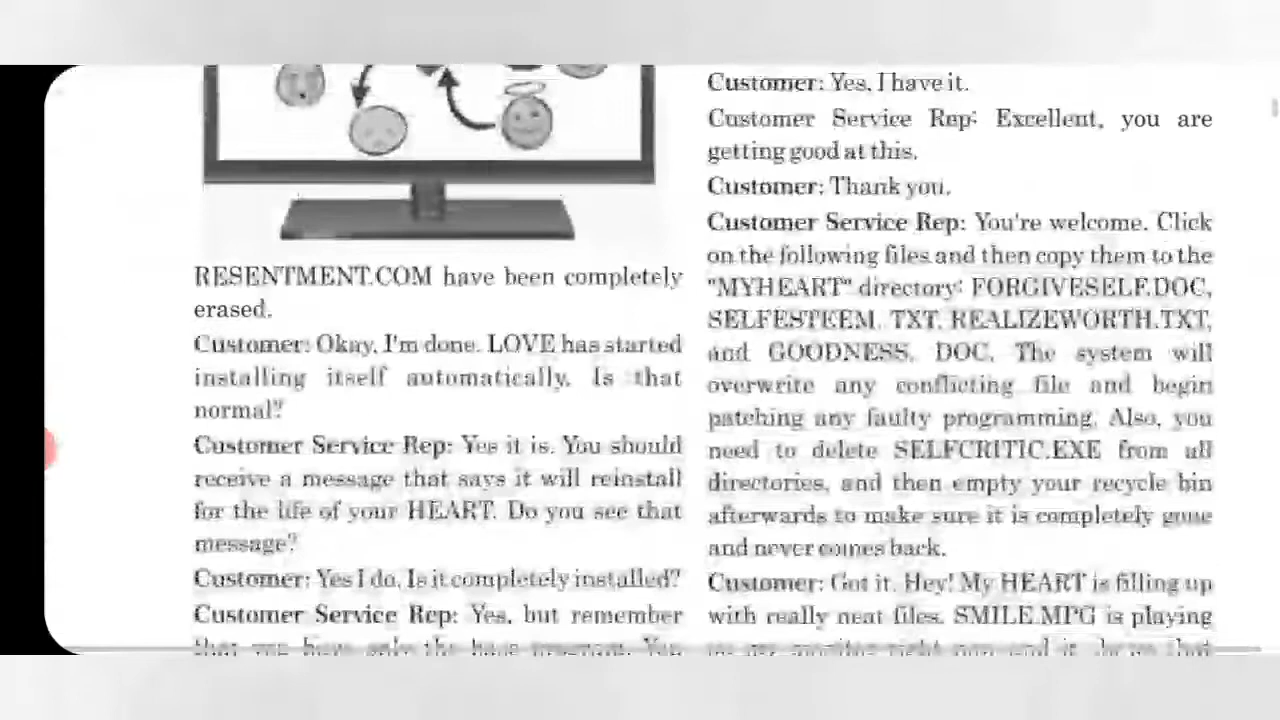 RESENTMENT.COM have been completely
erased.
Customer: Okay, I'm done. LOVE has started
installing itself automatically. Is that
normal?
Customer Service Rep: Yes it is. You should
receive a message that says it will reinstall
for the life of your HEART. Do you see that
message?
Customer: Yes I do. Is it completely installed?
Customer Service Rep: Yes, but remember
that you have only the base program. You
Customer: Yes, I have it.
Customer Service Rep: Excellent, you are
getting good at this.
Customer: Thank you.
Customer Service Rep: You're welcome. Click
on the following files and then copy them to the
"MYHEART" directory: FORGIVESELF.DOC,
SELFESTEEM. TXT, REALIZEWORTH.TXT,
and GOODNESS. DOC. The system will
overwrite any conflicting file and begin
patching any faulty programming. Also, you
need to delete SELFCRITIC.EXE from all
directories, and then empty your recycle bin
afterwards to make sure it is completely gone
and never comes back.
Customer: Got it. Hey! My HEART is filling up
with really neat files. SMILE.MPG is playing